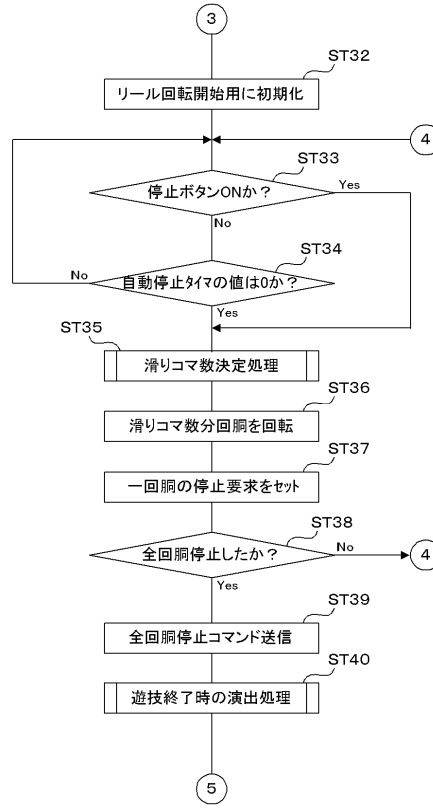 3
ST32
リール回転開始用に初期化
4
ST33
停止ボタンONか？
Yes
No
ST34
自動停止タイマの値は0か？
No
Yes
ST35
滑りコマ数決定処理
ST36
滑りコマ数分回胴を回転
ST37
一回胴の停止要求をセット
ST38
全回胴停止したか？
No
4
Yes
ST39
全回胴停止コマンド送信
ST40
遊技終了時の演出処理
5